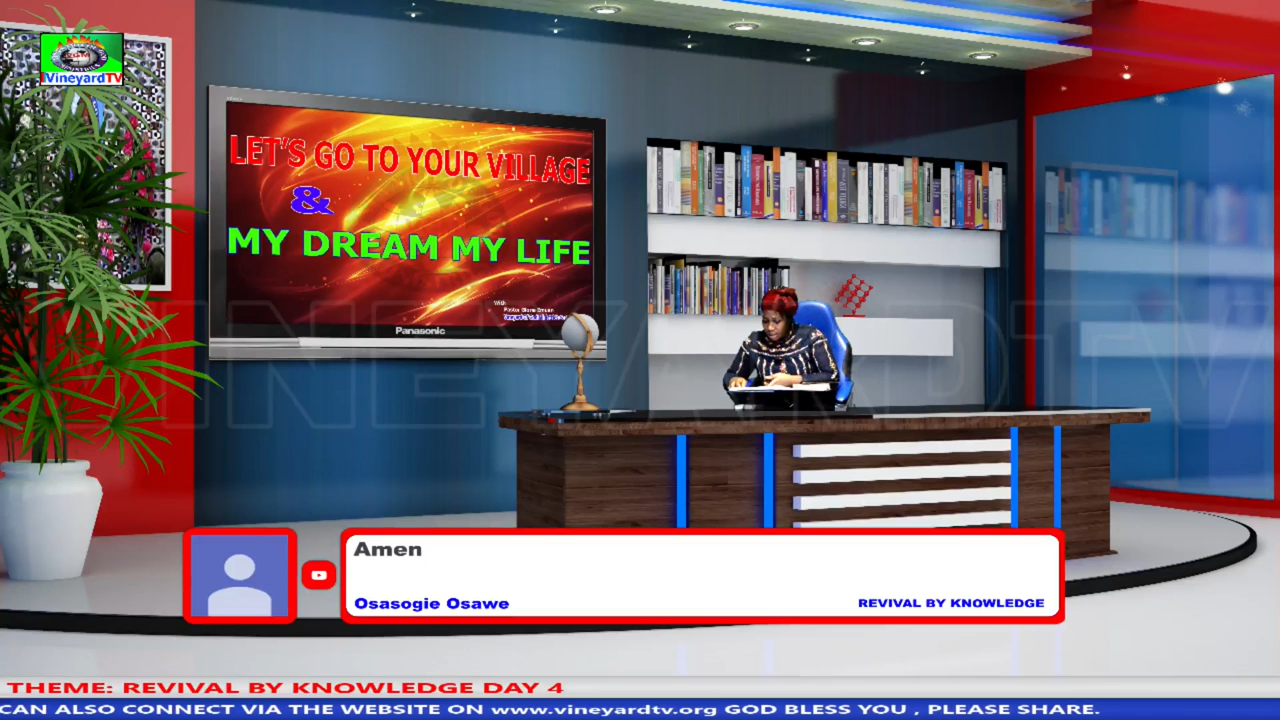 VineyardTV
LET'S GO TO YOUR VILLAGE
&
MY DREAM MY LIFE
With
Panasonic
VINEYARDTV
Amen
Osasogie Osawe
REVIVAL BY KNOWLEDGE
THEME: REVIVAL BY KNOWLEDGE DAY 4
CAN ALSO CONNECT VIA THE WEBSITE ON www.vineyardtv.org GOD BLESS YOU , PLEASE SHARE.